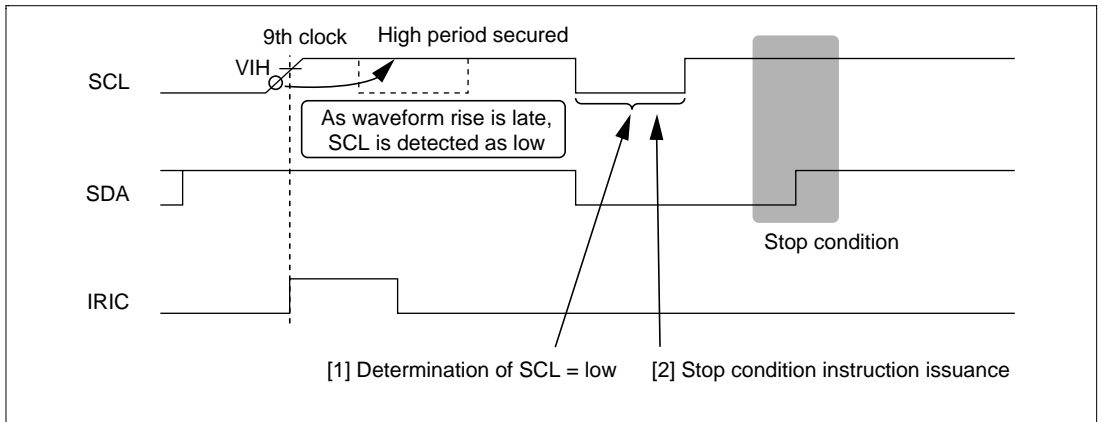 9th clock
High period secured
VIH
SCL
As waveform rise is late,
SCL is detected as low
SDA
Stop condition
IRIC
[1] Determination of SCL = low
[2] Stop condition instruction issuance